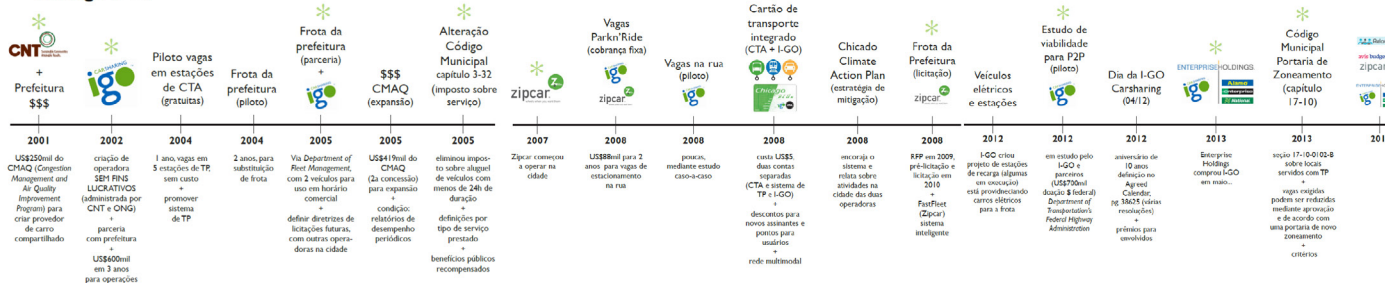 CNT
+
Prefeitura
$$$
2001
US$250mil do
CMAQ (Congestion
Management and
Air Quality
Improvement
Program) para
criar provedor
de carro
compartilhado
CARSHARING
igo
2002
criação de
operadora
SEM FINS
LUCRATIVOS
(administrada por
CNT e ONG)
+
parceria
com prefeitura
+
US$600mil
em 3 anos
para operações
Piloto vagas
em estações
de CTA
(gratuitas)
2004
1 ano, vagas em
5 estações de TP,
sem custo
+
promover
sistema
de TP
Frota da
prefeitura
(piloto)
2004
2 anos, para
substituição
de frota
Frota da
prefeitura
(parceria)
+
igo
2005
Via Department of
Fleet Management,
com 2 veículos para
uso em horário
comercial
+
definir diretrizes de
licitações futuras,
com outras opera-
doras na cidade
$$$
CMAQ
(expansão)
2005
US$419mil do
CMAQ
(2a concessão)
para expansão
+
condição:
relatórios de
desempenho
periódicos
Alteração
Código
Municipal
capítulo 3-32
(imposto sobre
serviço)
2005
eliminou impos-
to sobre aluguel
de veículos com
menos de 24h de
duração
+
definições por
tipo de serviço
prestado
+
benefícios públicos
recompensados
zipcar
2007
Zipcar começou
a operar na
cidade
Vagas
Parkn'Ride
(cobrança fixa)
igo
zipcar
2008
US$88mil para 2
anos para vagas de
estacionamento
na rua
Vagas na rua
(piloto)
igo
2008
poucas,
mediante estudo
caso-a-caso
Cartão de
transporte
integrado
(CTA + I-GO)
Chicago
2008
custa US$5,
duas contas
separadas
(CTA e sistema de
TP e I-GO)
+
descontos para
novos assinantes e
pontos para
usuários
+
rede multimodal
Chicado
Climate
Action Plan
(estratégia de
mitigação)
2008
encoraja o
sistema e
relata sobre
atividades na
cidade das duas
operadoras
Frota da
Prefeitura
(licitação)
zipcar
2008
RFP em 2009,
pré-licitação e
licitação em
2010
+
FastFleet
(Zipcar)
sistema
inteligente
Veículos
elétricos
e estações
2012
I-GO criou
projeto de estações
de recarga (algumas
em execução)
está providneciando
carros elétricos
para a frota
Estudo de
viabilidade
para P2P
(piloto)
igo
2012
em estudo pelo
I-GO e
parceiros
(US$700mil
doação $ federal)
Department of
Transportation's
Federal Highway
Administration
Dia da I-GO
Carsharing
(04/12)
2012
aniversário de
10 anos
definição no
Agreed
Calendar,
pg 38625 (várias
resoluções)
+
prêmios para
envolvidos
ENTERPRISE HOLDINGS.
igo
Alamo
enterprise
National
2013
Enterprise
Holdings
comprou I-GO
em maio...
Código
Municipal
Portaria de
Zoneamento
(capítulo
17-10)
2013
seção 17-10-0102-B
sobre locais
servidos com TP
+
vagas exigidas
podem ser reduzidas
mediante aprovação
e de acordo com
uma portaria de novo
zoneamento
+
critérios
avis budget
zipcar
igo